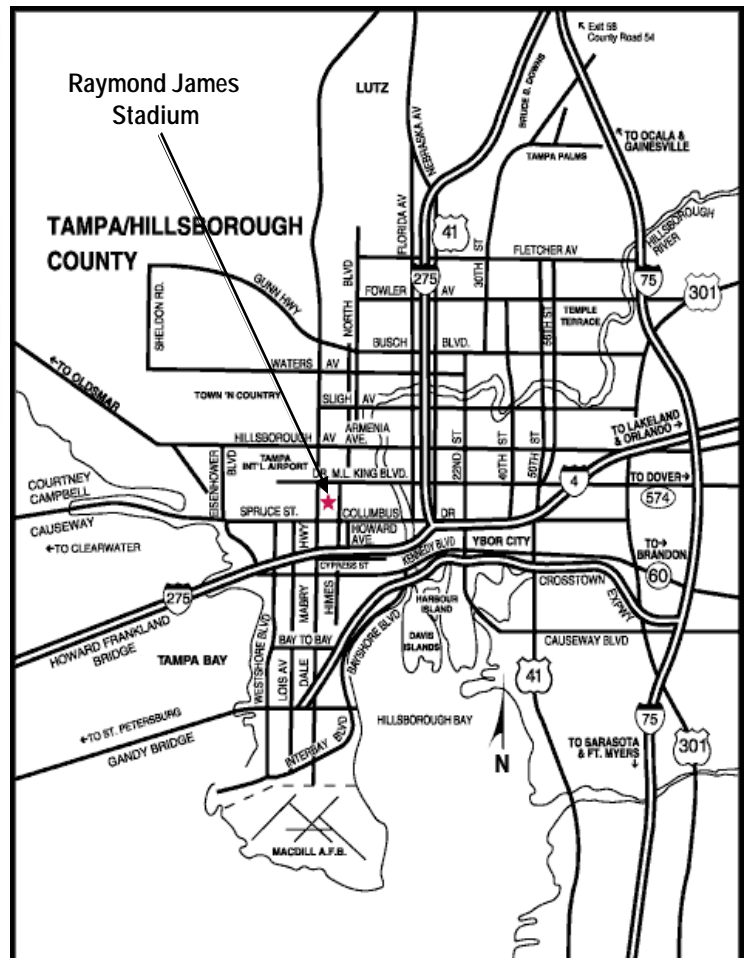 Exit 58
County Road 54
Raymond James
Stadium
LUTZ
NEBRASKA AV
BRUCE B. DOWNS
TO OCALA &
GAINESVILLE
TAMPA PALMS
TAMPA/HILLSBOROUGH
COUNTY
FLORIDA AV
41
30TH ST
HILLSBOROUGH
RIVER
FLETCHER AV
SHELDON RD.
GUNN HWY
NORTH BLVD
275
75
301
FOWLER AV
56TH ST
TEMPLE
TERRACE
BUSCH BLVD.
WATERS AV
TO OLDSMAR
TOWN 'N COUNTRY
SLIGH AV
ARMENIA
AVE.
HILLSBOROUGH AV
TO LAKELAND
& ORLANDO
EISENHOWER
BLVD
TAMPA
INT'L AIRPORT
DR. M.L. KING BLVD.
22ND ST
40TH ST
50TH ST
4
TO DOVER
574
COURTNEY
CAMPBELL
CAUSEWAY
SPRUCE ST.
COLUMBUS DR
HOWARD
AVE.
TO CLEARWATER
KENNEDY BLVD
YBOR CITY
TO
BRANDON
60
CYPRESS ST
CROSSTOWN
EXPWY
275
HOWARD FRANKLAND
BRIDGE
DALE MABRY HWY
HIMES
HARBOUR
ISLAND
DAVIS
ISLANDS
TAMPA BAY
WESTSHORE BLVD
BAY TO BAY
LOIS AV
BAYSHORE BLVD
CAUSEWAY BLVD
41
TO ST. PETERSBURG
GANDY BRIDGE
HILLSBOROUGH BAY
75
301
INTERBAY BLVD
N
TO SARASOTA
& FT. MYERS
MACDILL A.F.B.